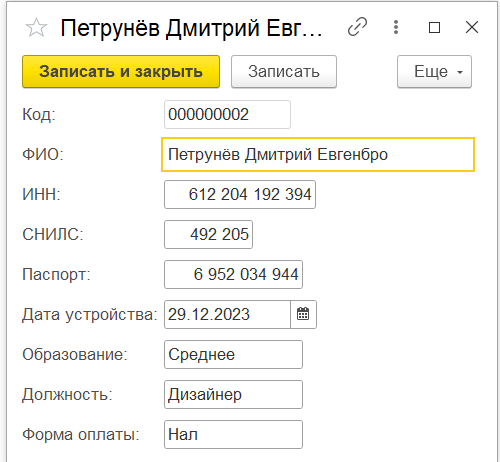 Петрунёв Дмитрий Евг...
Записать и закрыть Записать Еще
Код: 000000002
ФИО: Петрунёв Дмитрий Евгенбро
ИНН: 612 204 192 394
СНИЛС: 492 205
Паспорт: 6 952 034 944
Дата устройства: 29.12.2023
Образование: Среднее
Должность: Дизайнер
Форма оплаты: Нал